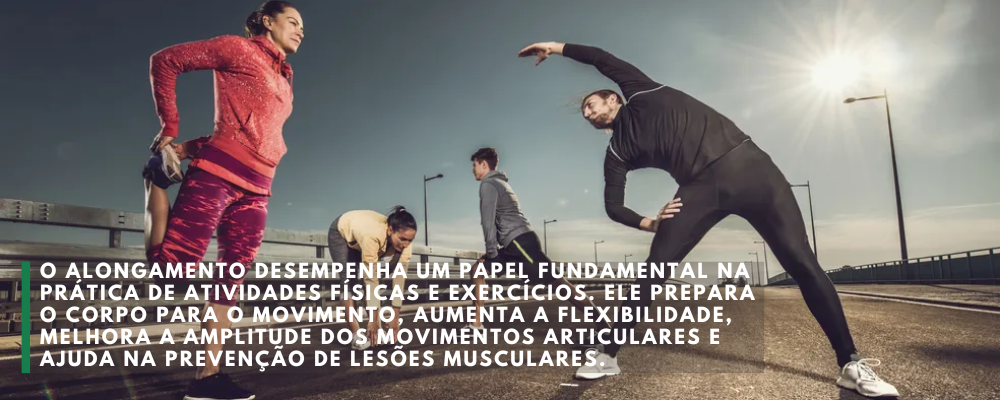 O ALONGAMENTO DESEMPENHA UM PAPEL FUNDAMENTAL NA
PRÁTICA DE ATIVIDADES FÍSICAS E EXERCÍCIOS. ELE PREPARA
O CORPO PARA O MOVIMENTO, AUMENTA A FLEXIBILIDADE,
MELHORA A AMPLITUDE DOS MOVIMENTOS ARTICULARES E
AJUDA NA PREVENÇÃO DE LESÕES MUSCULARES.